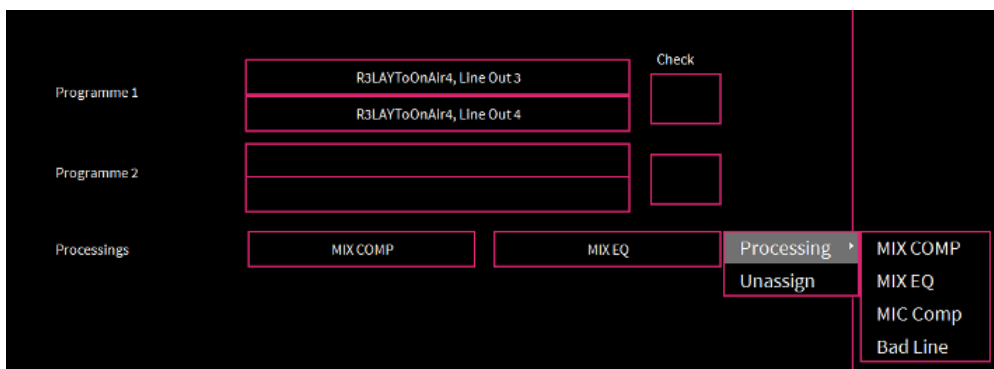 Check
Programme 1
R3LAYToOnAir4, Line Out 3
R3LAYToOnAir4, Line Out 4
Programme 2
Processings
MIX COMP
MIX EQ
Processing
Unassign
MIX COMP
MIX EQ
MIC Comp
Bad Line